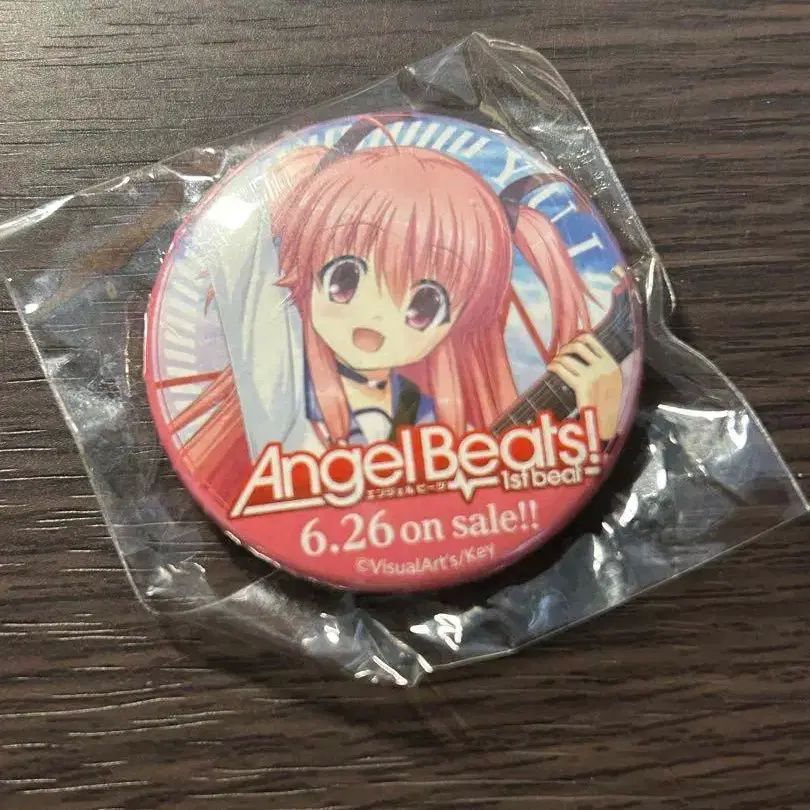 YUI
Angel Beats!
エンジェルビーツ
1st beat
6.26 on sale!!
©VisualArt's/Key